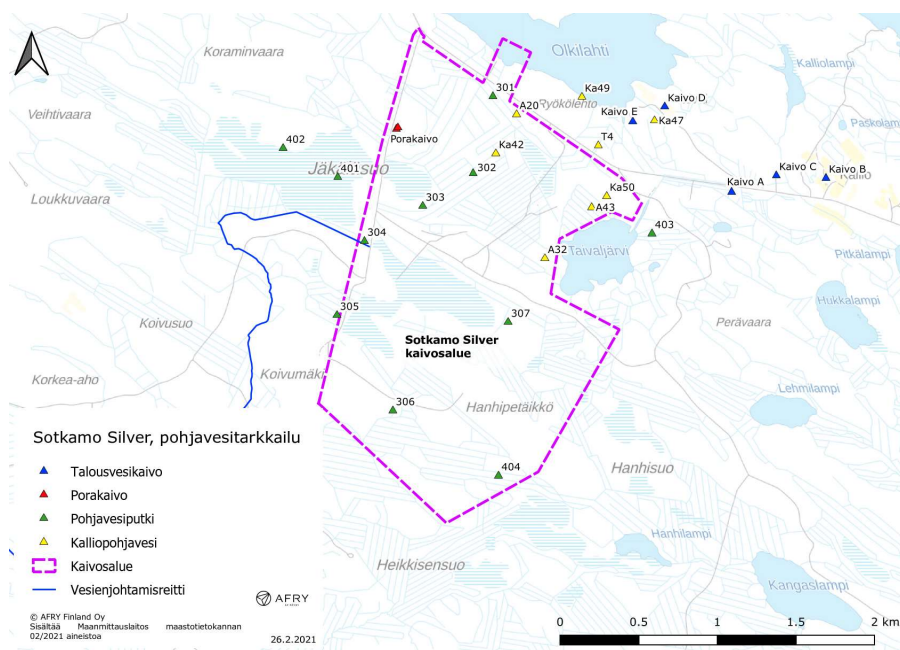 Koraminvaara
Olkilahti
Kalliolampi
Ka49
301
Kaivo D
A20
Ryökölehto
Kaivo E
Veihtivaara
Ka47
Porakaivo
T4
402
Ka42
Jäkälisuo
401
302
Kaivo C
Kallio
Kaivo B
Loukkuvaara
Ka50
Kaivo A
303
A43
304
403
A32
Taivaljärvi
Pitkälampi
305
307
Hukkalampi
Koivusuo
Perävaara
Sotkamo Silver
kaivosalue
Koivumäki
Korkea-aho
Lehmilampi
306
Hanhipetäikkö
404
Hanhisuo
Hanhilampi
Heikkisensuo
Kangaslampi
Sotkamo Silver, pohjavesitarkkailu
Talousvesikaivo
Porakaivo
Pohjavesiputki
Kalliopohjavesi
Kaivosalue
Vesienjohtamisreitti
AFRY
© AFRY Finland Oy
Sisältää Maanmittauslaitos maastotietokannan
02/2021 aineistoa
26.2.2021
0 0.5 1 1.5 2 km